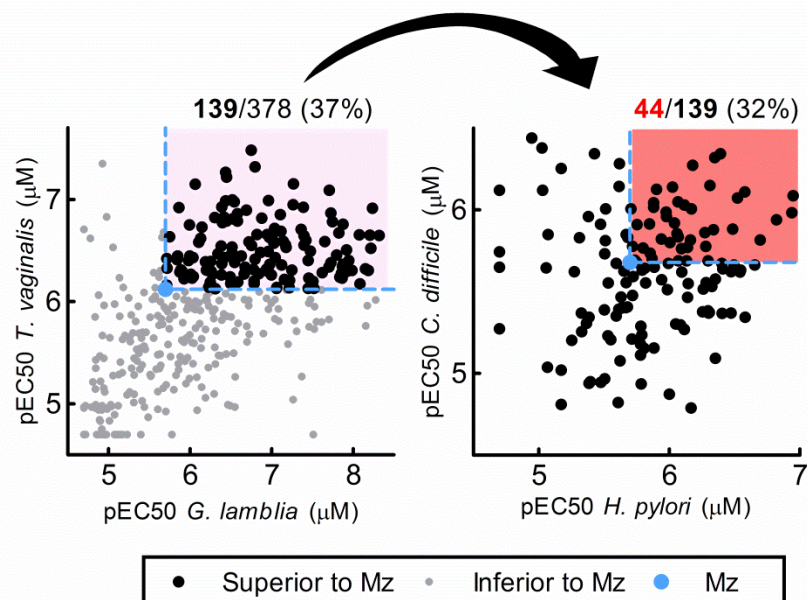 139/378 (37%)
pEC50 T. vaginalis (μM)
7
6
5
5 6 7 8
pEC50 G. lamblia (μM)
44/139 (32%)
pEC50 C. difficile (μM)
6
5
5 6 7
pEC50 H. pylori (μM)
Superior to Mz Inferior to Mz Mz